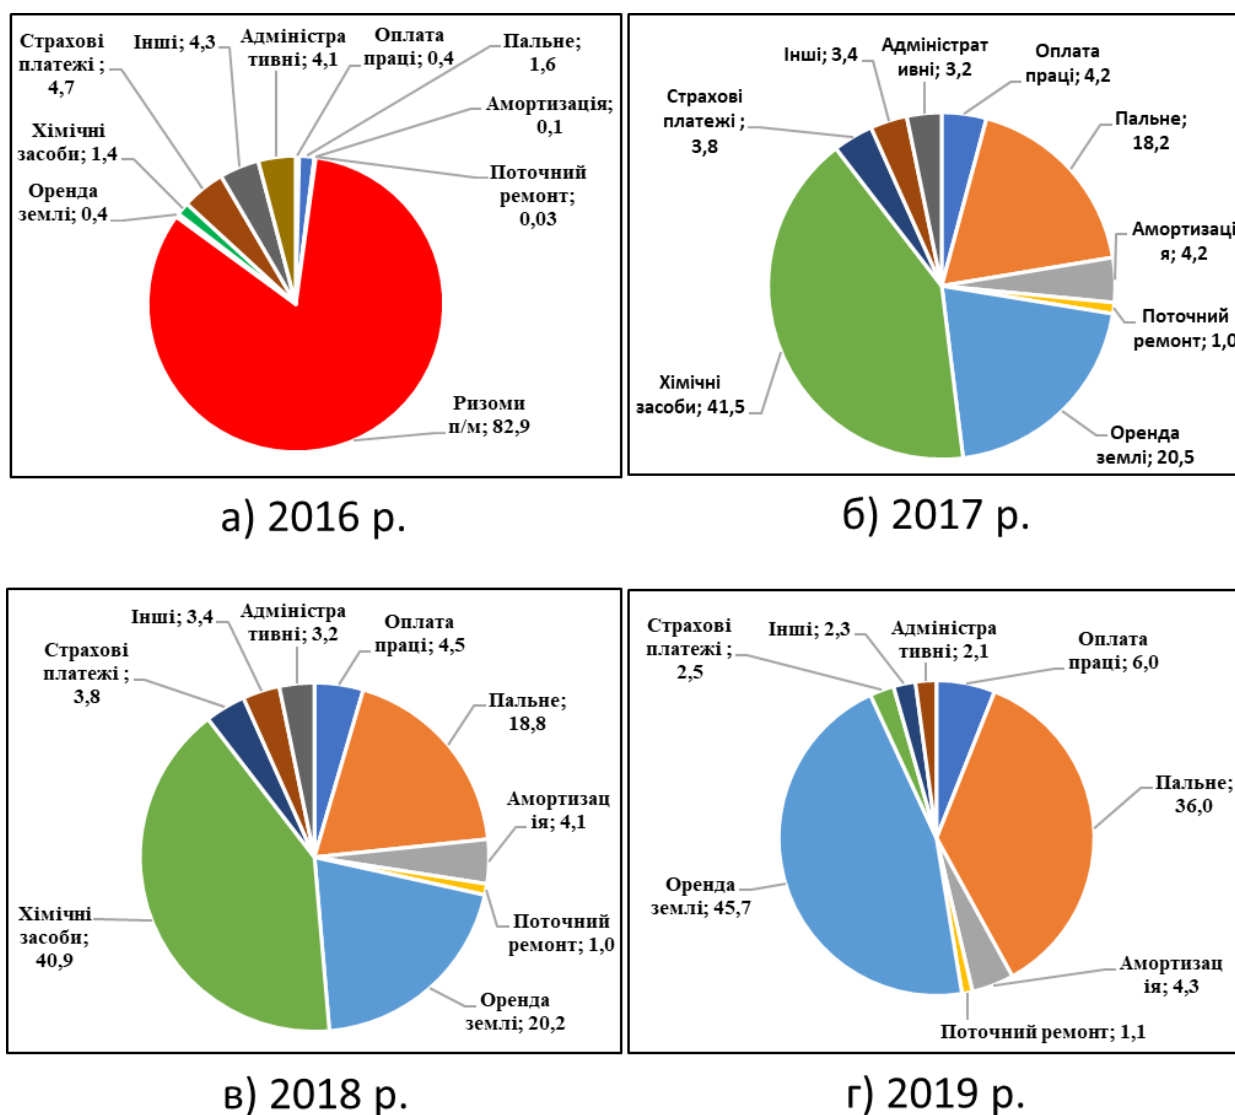 Страхові
платежі ;
4,7
Інші; 4,3
Адміністра
тивні; 4,1
Оплата
праці; 0,4
Пальне;
1,6
Амортизація;
0,1
Поточний
ремонт;
0,03
Хімічні
засоби; 1,4
Оренда
землі; 0,4
Ризоми
п/м; 82,9
а) 2016 р.
Страхові
платежі ;
3,8
Інші; 3,4
Адміністрат
ивні; 3,2
Оплата
праці; 4,2
Пальне;
18,2
Амортизаці
я; 4,2
Поточний
ремонт; 1,0
Хімічні
засоби; 41,5
Оренда
землі; 20,5
б) 2017 р.
Страхові
платежі ;
3,8
Інші; 3,4
Адміністра
тивні; 3,2
Оплата
праці; 4,5
Пальне;
18,8
Амортизац
ія; 4,1
Поточний
ремонт; 1,0
Хімічні
засоби;
40,9
Оренда
землі; 20,2
в) 2018 р.
Страхові
платежі ;
2,5
Інші; 2,3
Адміністра
тивні; 2,1
Оплата
праці; 6,0
Пальне;
36,0
Оренда
землі; 45,7
Амортизац
ія; 4,3
Поточний ремонт; 1,1
г) 2019 р.